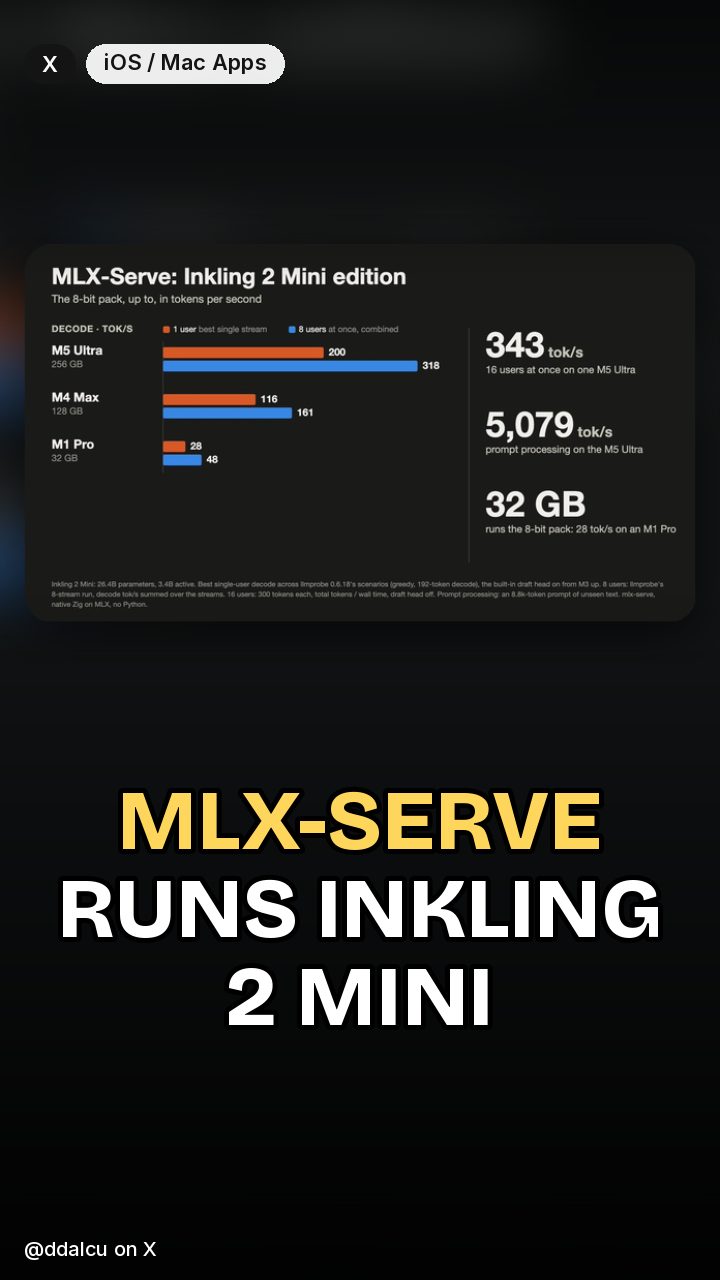 X
iOS / Mac Apps
MLX-Serve: Inkling 2 Mini edition
The 8-bit pack, up to, in tokens per second
DECODE · TOK/S
1 user best single stream
8 users at once, combined
M5 Ultra
256 GB
200
318
M4 Max
128 GB
116
161
M1 Pro
32 GB
28
48
343 tok/s
16 users at once on one M5 Ultra
5,079 tok/s
prompt processing on the M5 Ultra
32 GB
runs the 8-bit pack: 28 tok/s on an M1 Pro
Inkling 2 Mini: 26.4B parameters, 3.4B active. Best single-user decode across llmprobe 0.6.18's scenarios (greedy, 192-token decode), the built-in draft head on from M3 up. 8 users: llmprobe's
8-stream run, decode tok/s summed over the streams. 16 users: 300 tokens each, total tokens / wall time, draft head off. Prompt processing: an 8.8k-token prompt of unseen text. mlx-serve,
native Zig on MLX, no Python.
MLX-SERVE
RUNS INKLING
2 MINI
@ddalcu on X